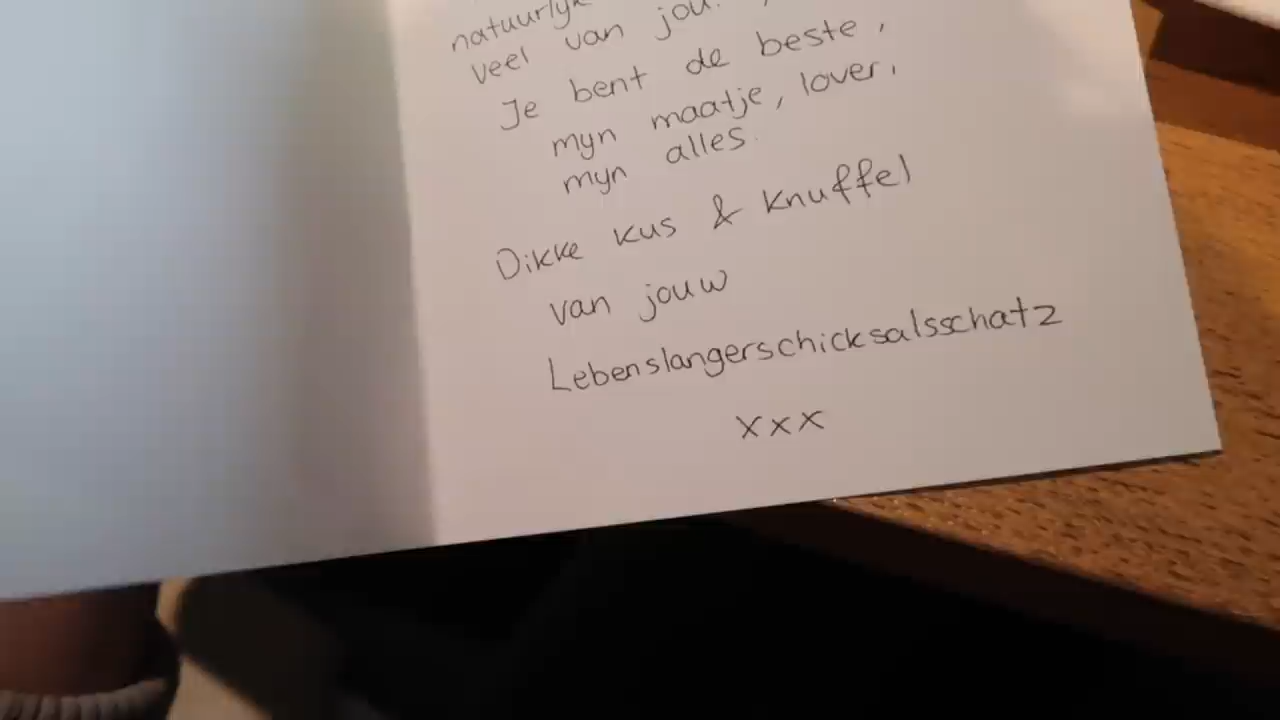 natuurlyk
veel van jou.
Je bent de beste,
myn maatje, lover,
myn alles.
Dikke kus & knuffel
van jouw
Lebenslangerschicksalsschatz
xxx